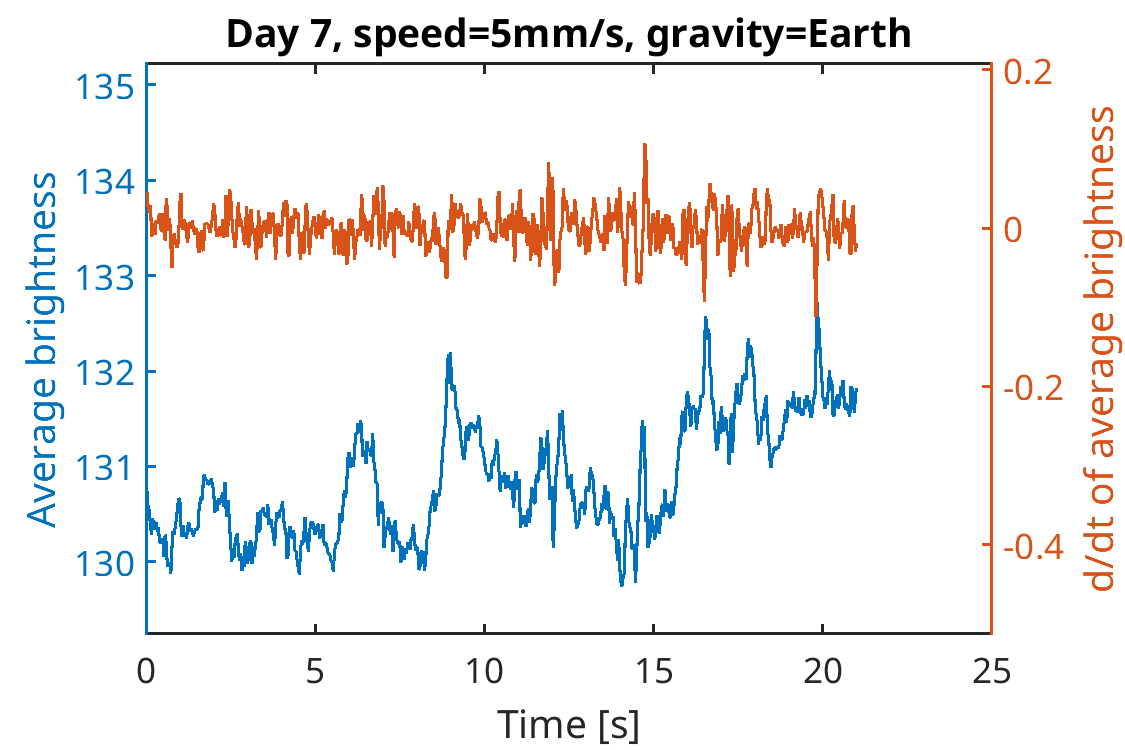 Day 7, speed=5mm/s, gravity=Earth
Average brightness
135
134
133
132
131
130
0.2
0
-0.2
-0.4
d/dt of average brightness
0 5 10 15 20 25
Time [s]